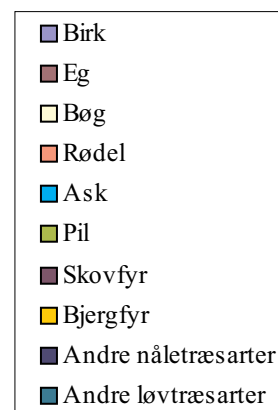 Birk
Eg
Bøg
Rødel
Ask
Pil
Skovfyr
Bjergfyr
Andre nåletræsarter
Andre løvtræsarter